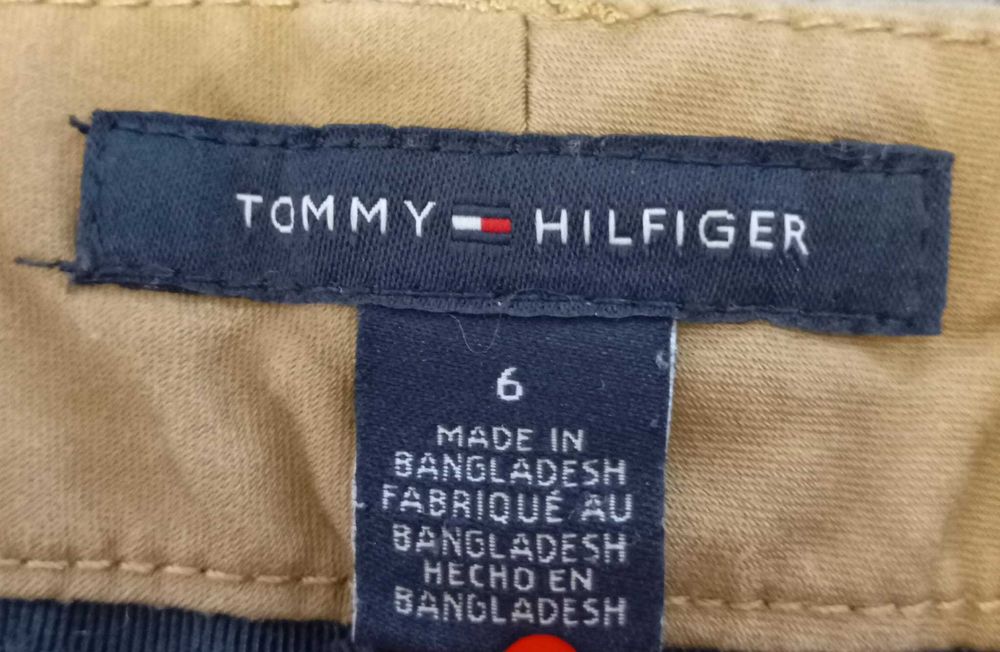 TOMMY HILFIGER
6
MADE IN
BANGLADESH
FABRIQUÉ AU
BANGLADESH
HECHO EN
BANGLADESH